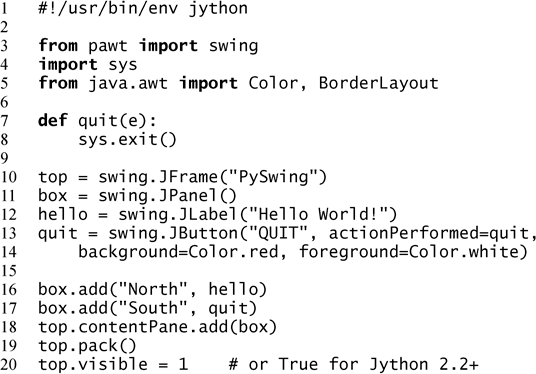 1 #!/usr/bin/env jython
2
3 from pawt import swing
4 import sys
5 from java.awt import Color, BorderLayout
6
7 def quit(e):
8     sys.exit()
9
10 top = swing.JFrame("PySwing")
11 box = swing.JPanel()
12 hello = swing.JLabel("Hello World!")
13 quit = swing.JButton("QUIT", actionPerformed=quit,
14     background=Color.red, foreground=Color.white)
15
16 box.add("North", hello)
17 box.add("South", quit)
18 top.contentPane.add(box)
19 top.pack()
20 top.visible = 1    # or True for Jython 2.2+